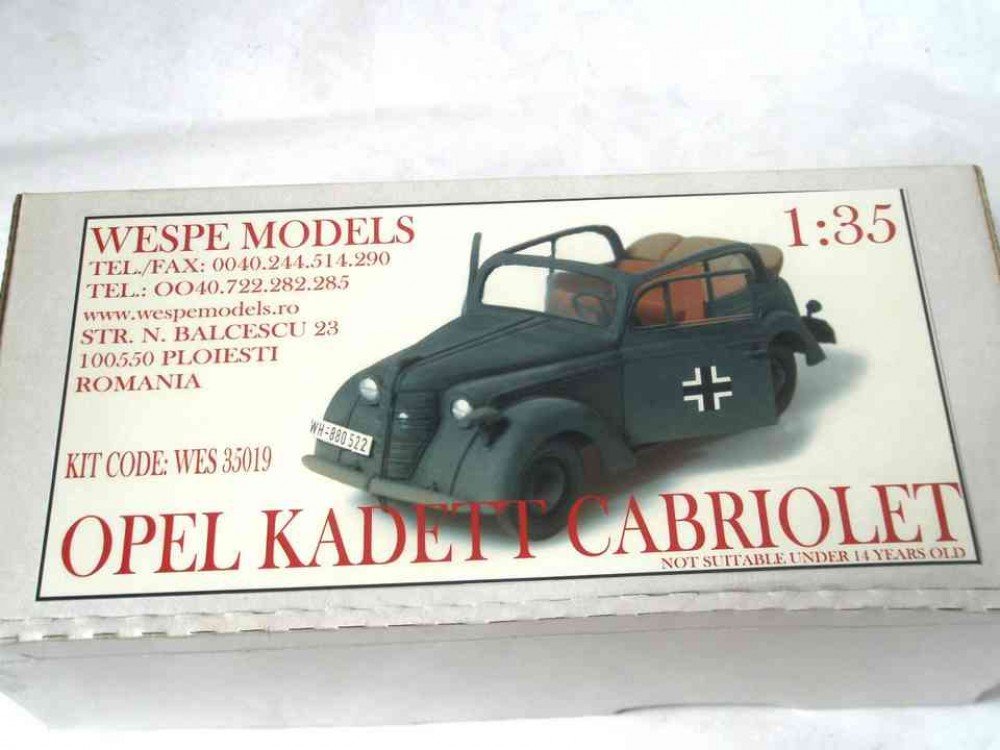 WESPE MODELS
TEL./FAX: 0040.244.514.290
TEL.: OO40.722.282.285
www.wespemodels.ro
STR. N. BALCESCU 23
100550 PLOIESTI
ROMANIA
1:35
WH-880 522
KIT CODE: WES 35019
OPEL KADETT CABRIOLET
NOT SUITABLE UNDER 14 YEARS OLD